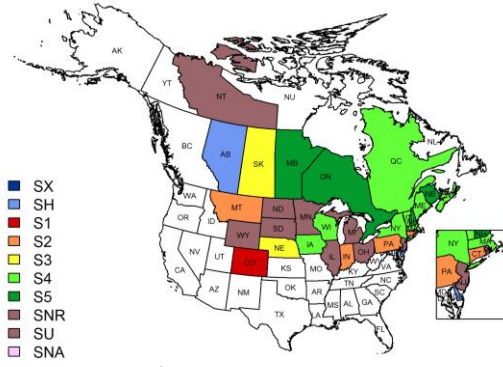 AK
YT
NT
NU
BC
AB
SK
MB
ON
QC
NL
WA
MT
ND
MN
WI
MI
NY
ME
OR
ID
WY
SD
IA
NE
IL
IN
OH
PA
NV
UT
CO
KS
MO
KY
WV
VA
CA
AZ
NM
OK
AR
TN
NC
SC
TX
LA
MS
AL
GA
FL
NY
MA
CT
PA
SX
SH
S1
S2
S3
S4
S5
SNR
SU
SNA